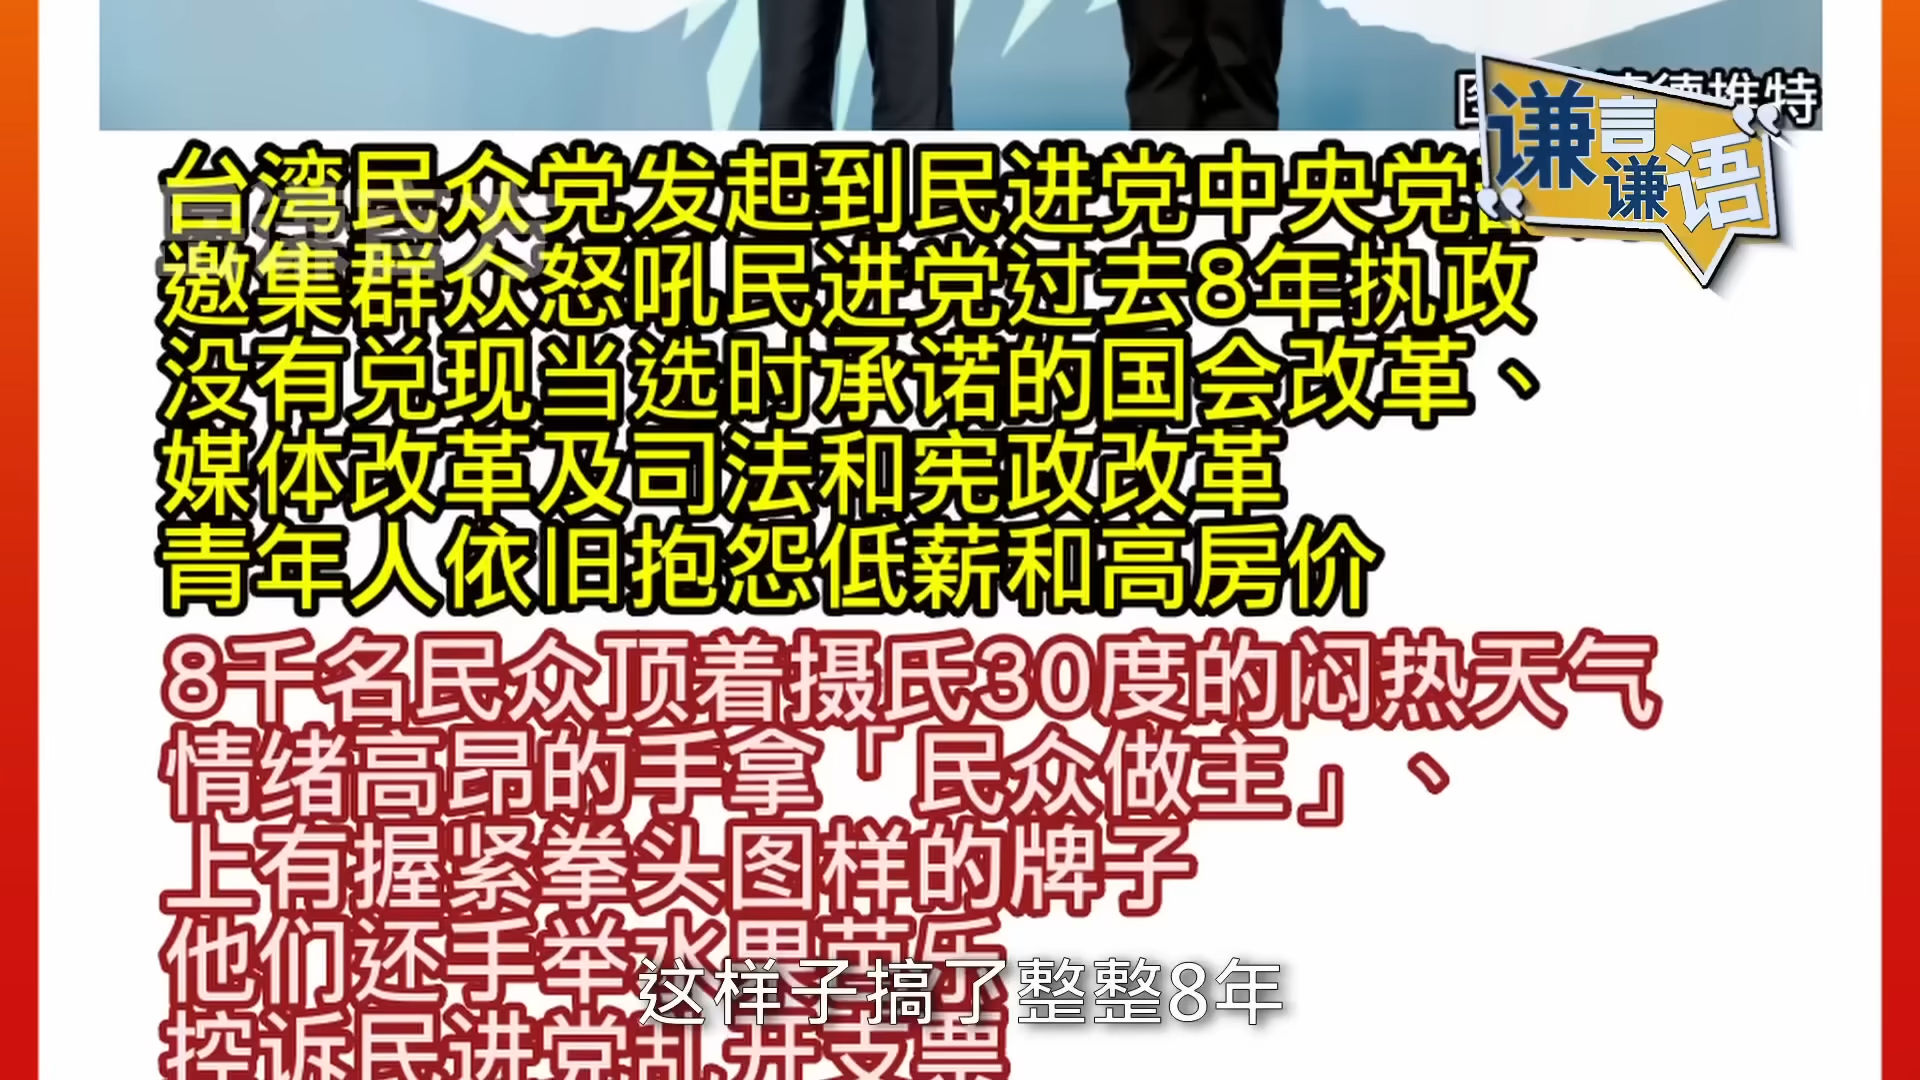 德推特
谦言谦语
台湾民众党发起到民进党中央党
邀集群众怒吼民进党过去8年执政
没有兑现当选时承诺的国会改革、
媒体改革及司法和宪政改革
青年人依旧抱怨低薪和高房价
8千名民众顶着摄氏30度的闷热天气
情绪高昂的手拿「民众做主」、
上有握紧拳头图样的牌子
他们还手举水果
控诉民进党乱开支票
这样子搞了整整8年